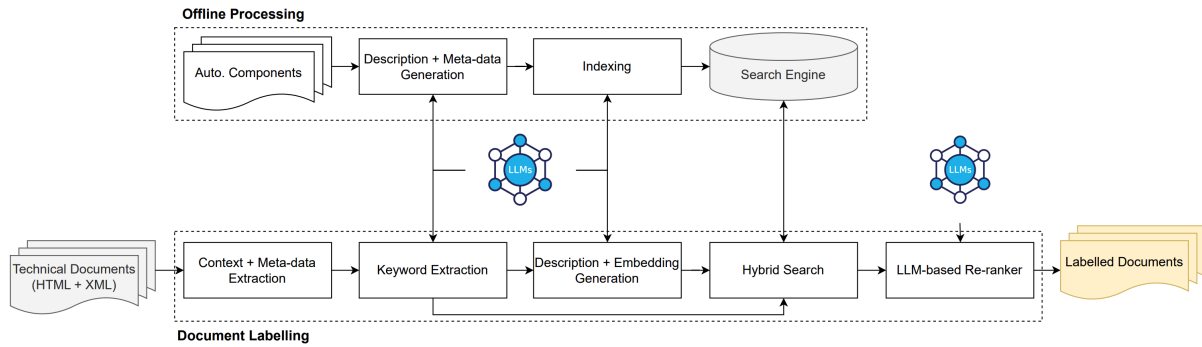 Offline Processing
Auto. Components
Description + Meta-data
Generation
Indexing
Search Engine
LLMs
LLMs
Technical Documents
(HTML + XML)
Context + Meta-data
Extraction
Keyword Extraction
Description + Embedding
Generation
Hybrid Search
LLM-based Re-ranker
Labelled Documents
Document Labelling